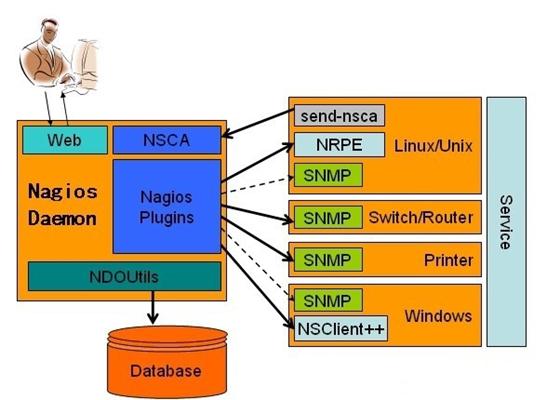 Web
NSCA
Nagios
Daemon
Nagios
Plugins
NDOUtils
Database
send-nsca
NRPE
Linux/Unix
SNMP
SNMP
Switch/Router
SNMP
Printer
SNMP
Windows
NSClient++
Service